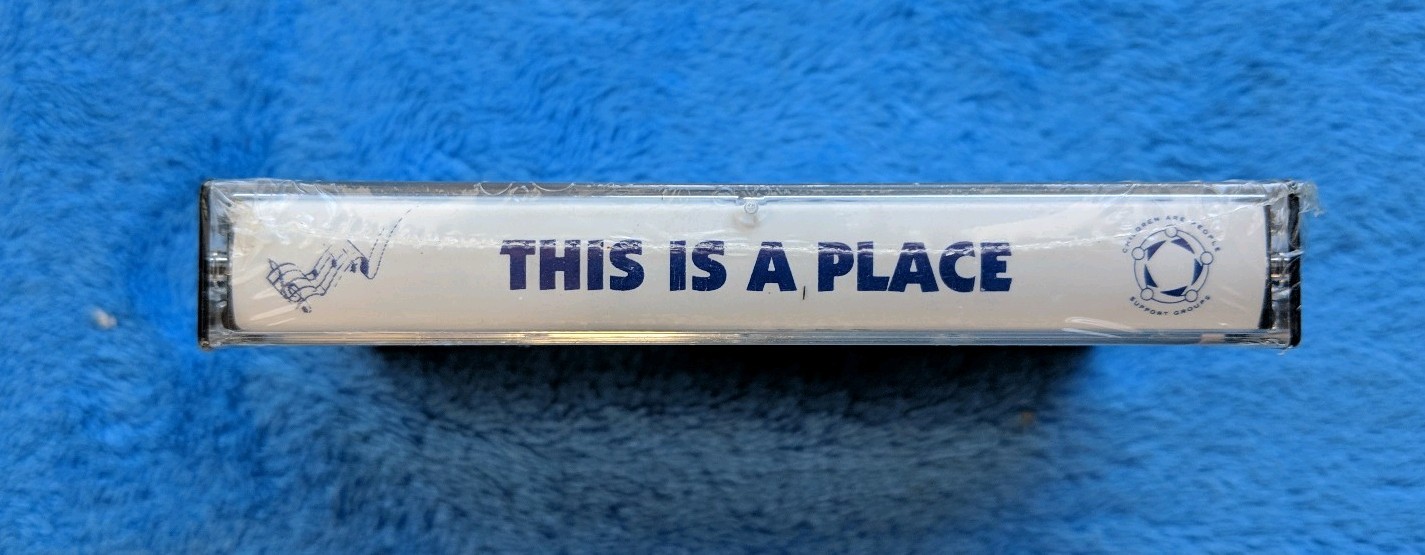 THIS IS A PLACE
CHILDREN ARE PEOPLE
SUPPORT GROUPS